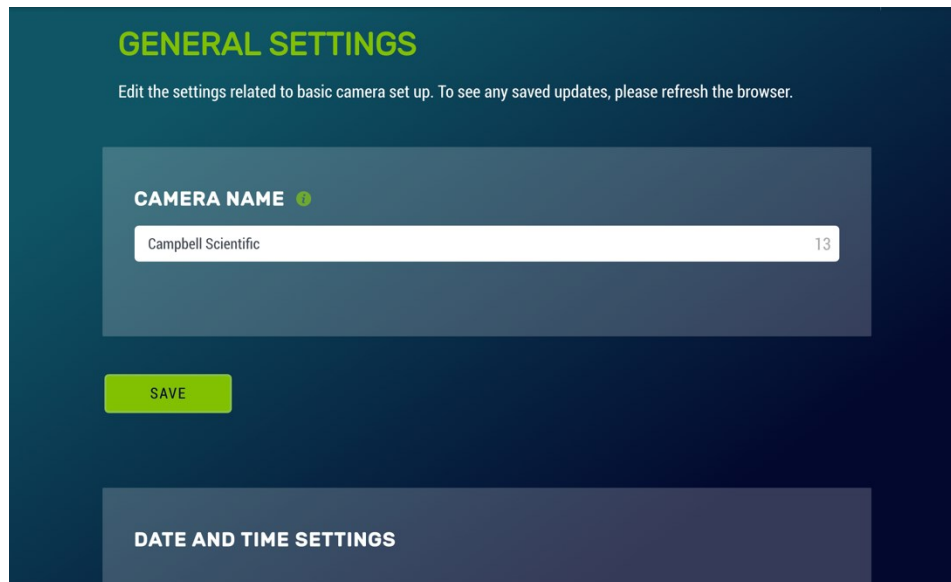 GENERAL SETTINGS
Edit the settings related to basic camera set up. To see any saved updates, please refresh the browser.
CAMERA NAME i
Campbell Scientific 13
SAVE
DATE AND TIME SETTINGS